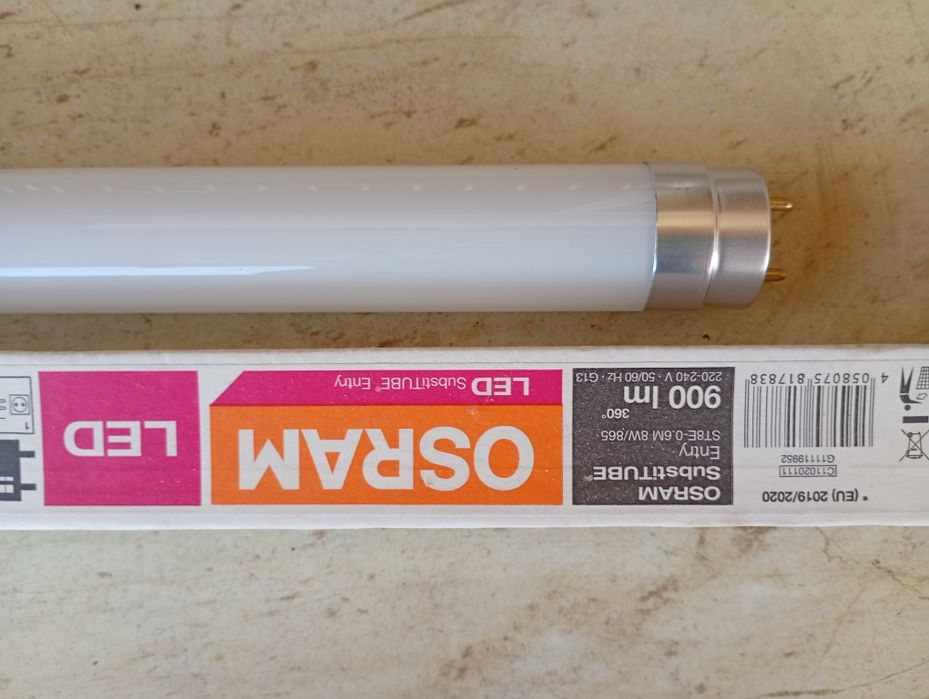 LED
OSRAM
LED SubstiTUBE® Entry
OSRAM
SubstiTUBE®
Entry
ST8E-0.6M 8W/865
360°
900 lm
220-240 V · 50/60 Hz · G13
* (EU) 2019/2020
C11020111
G11119952
4 058075 817838
1